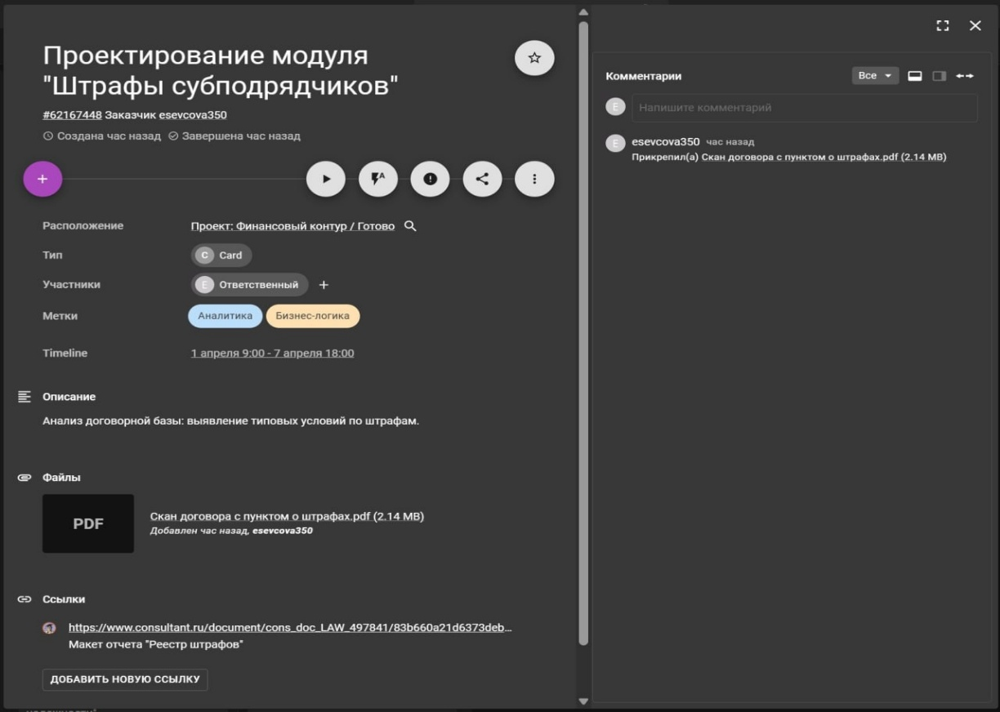 Проектирование модуля
"Штрафы субподрядчиков"
#62167448 Заказчик esevcova350
Создана час назад Завершена час назад
Расположение Проект: Финансовый контур / Готово
Тип C Card
Участники E Ответственный +
Метки Аналитика Бизнес-логика
Timeline 1 апреля 9:00 - 7 апреля 18:00
Описание
Анализ договорной базы: выявление типовых условий по штрафам.
Файлы
PDF
Скан договора с пунктом о штрафах.pdf (2.14 MB)
Добавлен час назад, esevcova350
Ссылки
https://www.consultant.ru/document/cons_doc_LAW_497841/83b660a21d6373deb...
Макет отчета "Реестр штрафов"
ДОБАВИТЬ НОВУЮ ССЫЛКУ
Комментарии Все
E Напишите комментарий
E esevcova350 час назад
Прикрепил(а) Скан договора с пунктом о штрафах.pdf (2.14 MB)